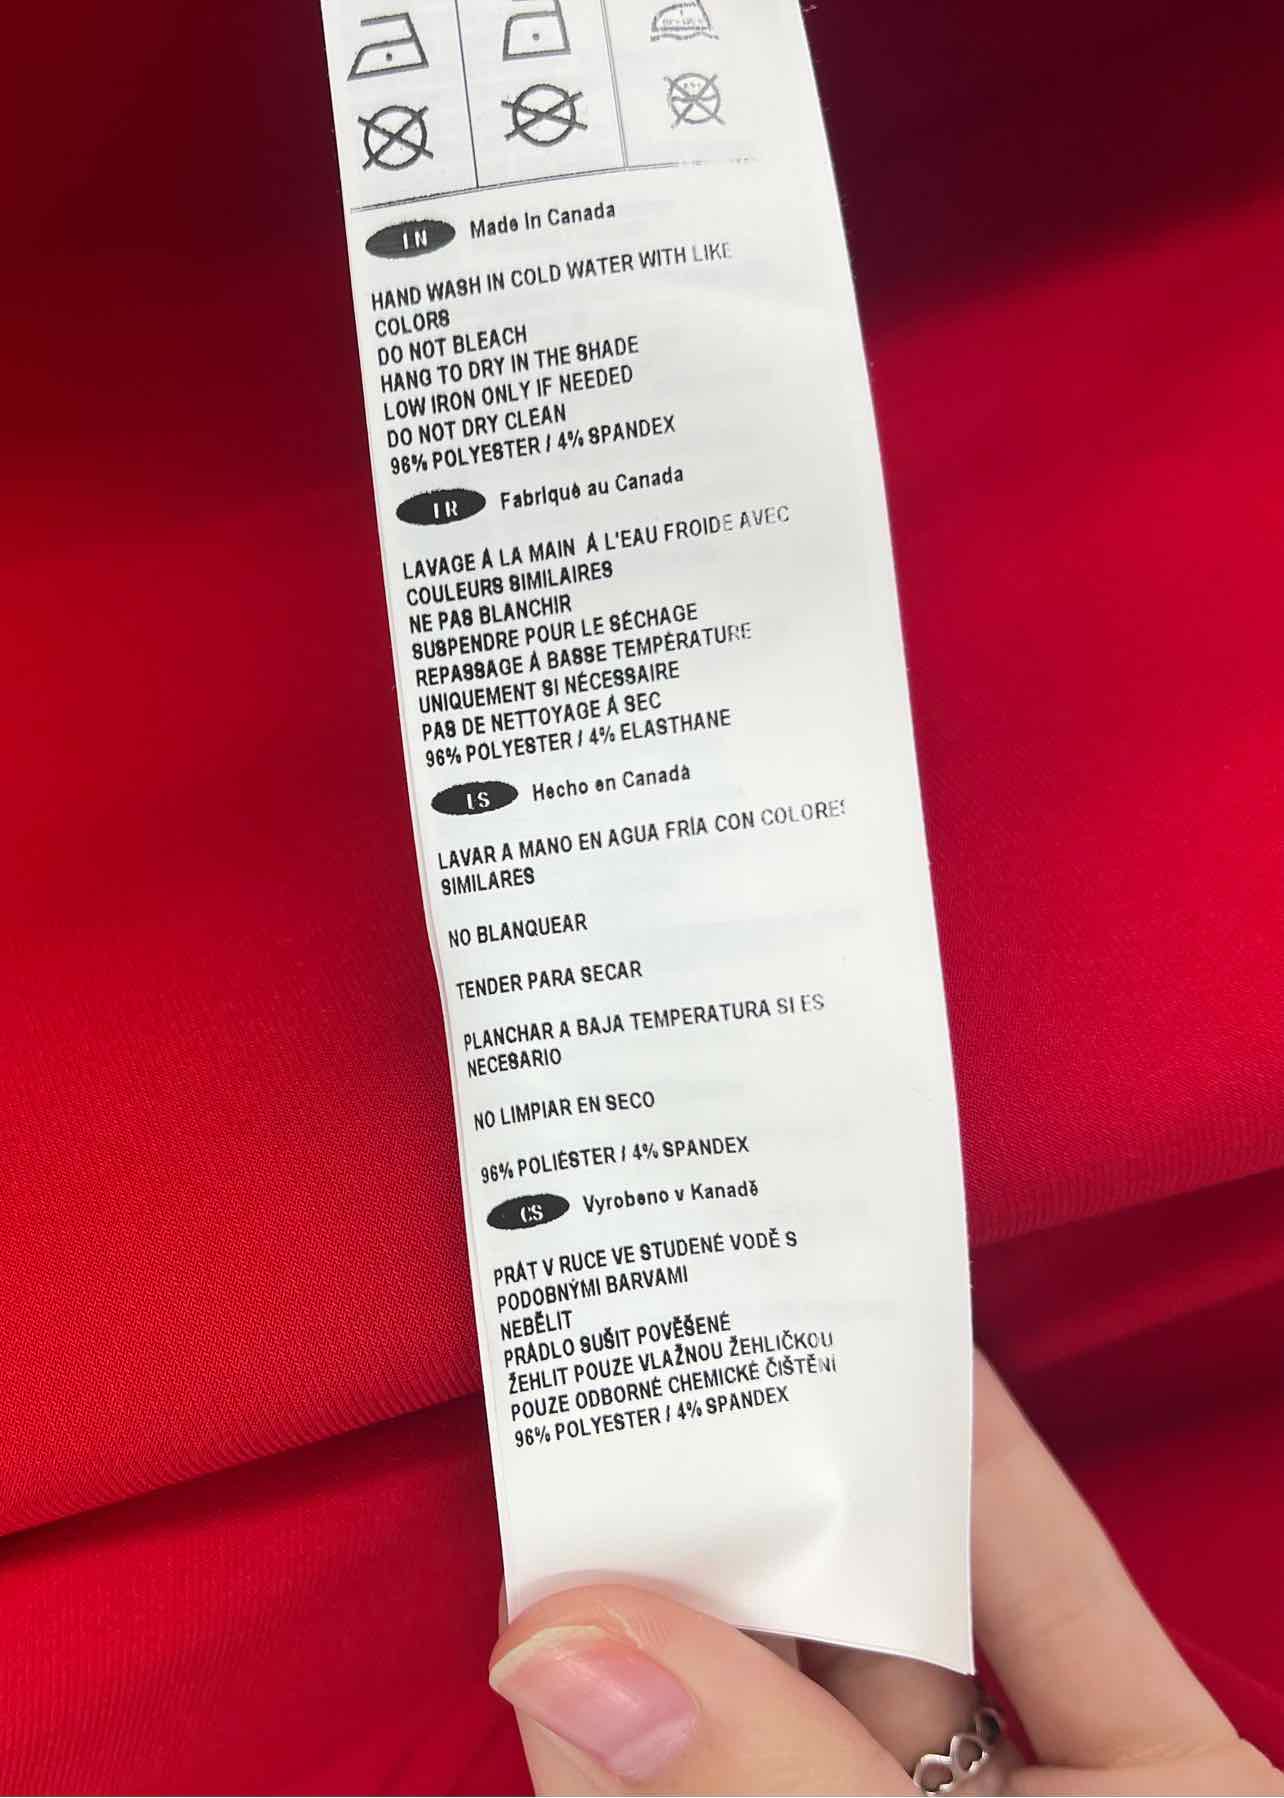 EN Made in Canada
HAND WASH IN COLD WATER WITH LIKE
COLORS
DO NOT BLEACH
HANG TO DRY IN THE SHADE
LOW IRON ONLY IF NEEDED
DO NOT DRY CLEAN
96% POLYESTER / 4% SPANDEX
FR Fabriqué au Canada
LAVAGE À LA MAIN À L'EAU FROIDE AVEC
COULEURS SIMILAIRES
NE PAS BLANCHIR
SUSPENDRE POUR LE SÉCHAGE
REPASSAGE À BASSE TEMPÉRATURE
UNIQUEMENT SI NÉCESSAIRE
PAS DE NETTOYAGE À SEC
96% POLYESTER / 4% ELASTHANE
ES Hecho en Canadá
LAVAR A MANO EN AGUA FRÍA CON COLORES
SIMILARES
NO BLANQUEAR
TENDER PARA SECAR
PLANCHAR A BAJA TEMPERATURA SI ES
NECESARIO
NO LIMPIAR EN SECO
96% POLIÉSTER / 4% SPANDEX
CS Vyrobeno v Kanadě
PRÁT V RUCE VE STUDENÉ VODĚ S
PODOBNÝMI BARVAMI
NEBĚLIT
PRÁDLO SUŠIT POVĚŠENÉ
ŽEHLIT POUZE VLAŽNOU ŽEHLIČKOU
POUZE ODBORNÉ CHEMICKÉ ČIŠTĚNÍ
96% POLYESTER / 4% SPANDEX